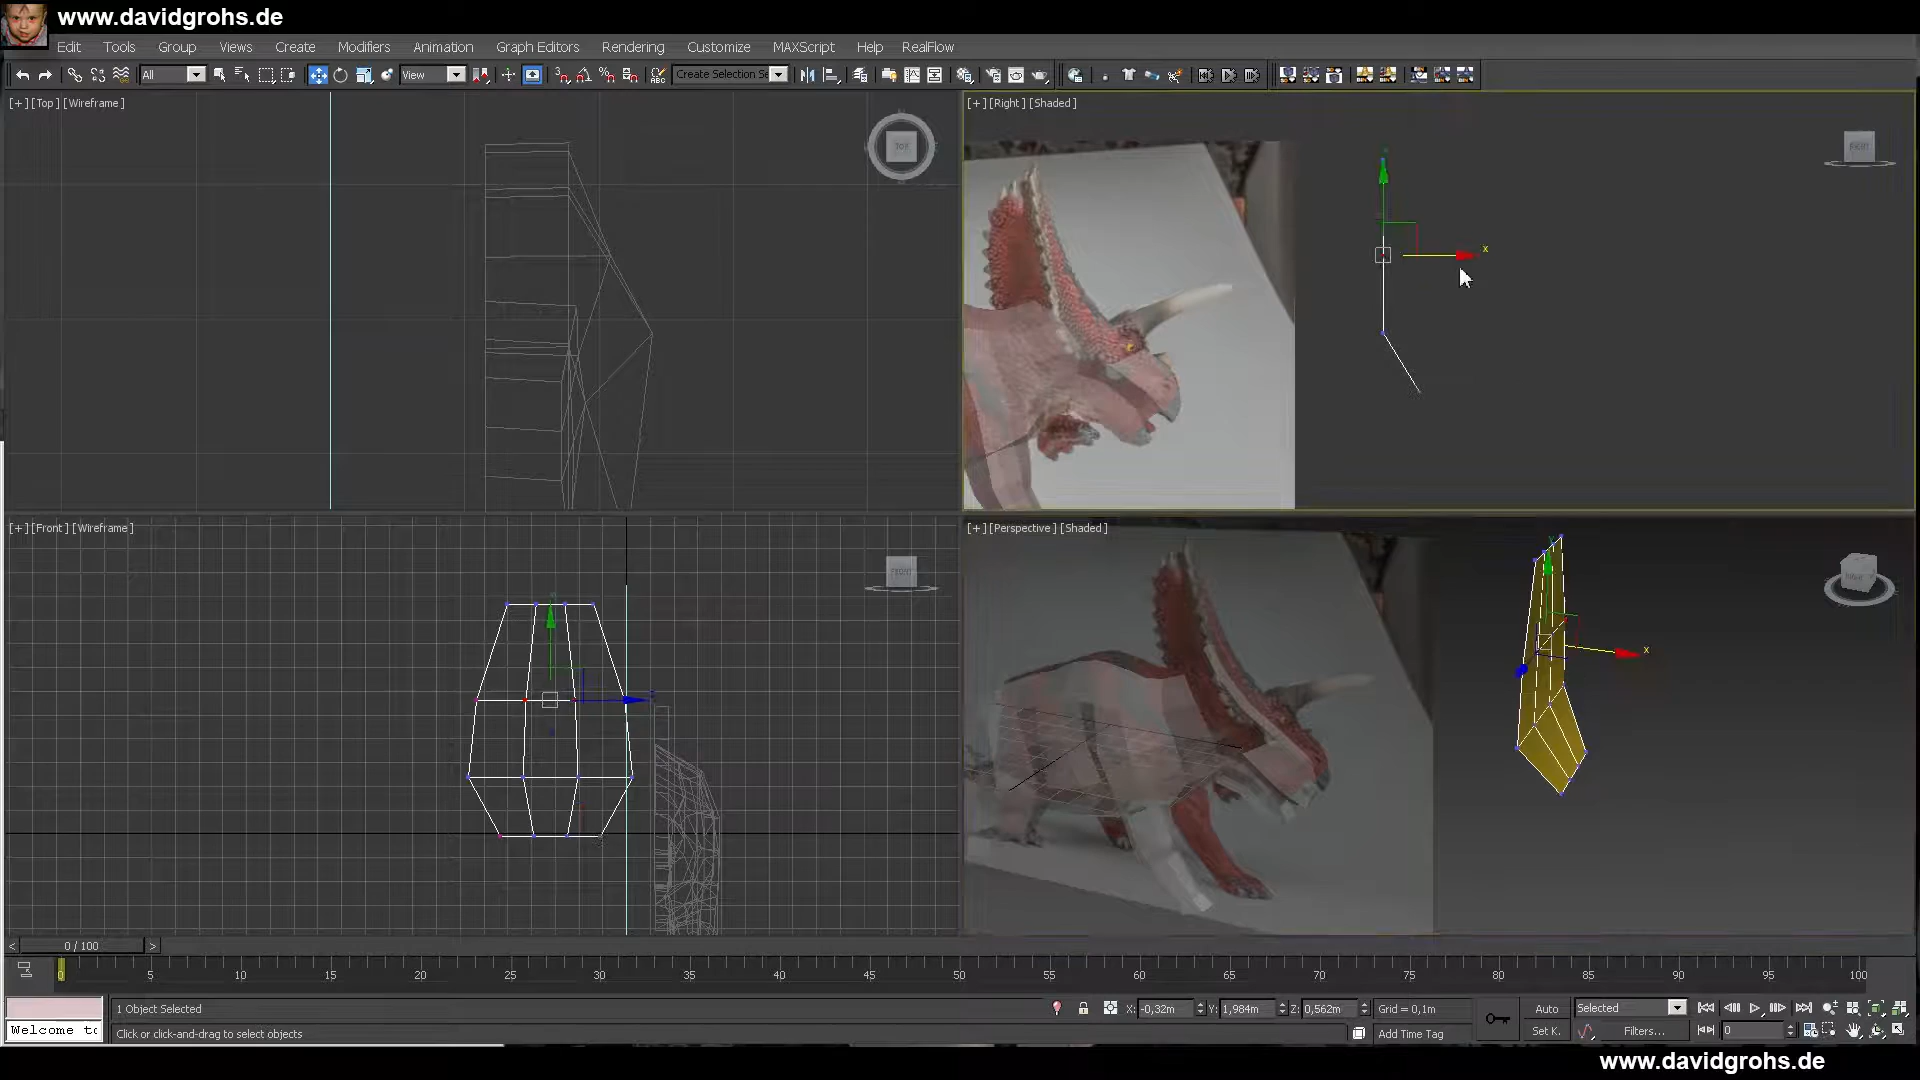 www.davidgrohs.de
Edit Tools Group Views Create Modifiers Animation Graph Editors Rendering Customize MAXScript Help RealFlow
All View Create Selection Se
[+] [Top] [Wireframe]
TOP
[+] [Right] [Shaded]
x
[+] [Front] [Wireframe]
FRONT
[+] [Perspective] [Shaded]
x
< 0 / 100 >
0 5 10 15 20 25 30 35 40 45 50 55 60 65 70 75 80 85 90 95 100
1 Object Selected X: -0,32m Y: 1,984m Z: 0,562m Grid = 0,1m Auto Selected
Welcome to Click or click-and-drag to select objects Add Time Tag Set K. Filters... 0
www.davidgrohs.de